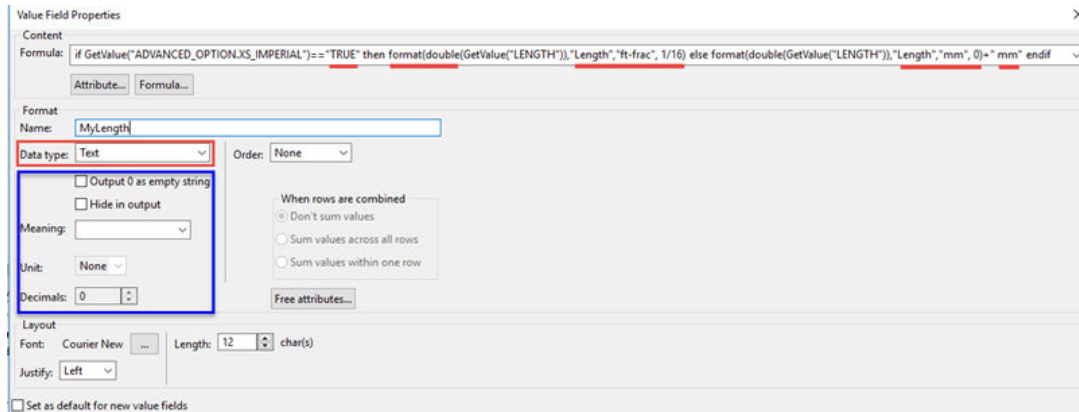 Value Field Properties
Content
Formula: if GetValue("ADVANCED_OPTION.XS_IMPERIAL")=="TRUE" then format(double(GetValue("LENGTH")),"Length","ft-frac", 1/16) else format(double(GetValue("LENGTH")),"Length","mm", 0)+" mm" endif
Attribute... Formula...
Format
Name: MyLength
Data type: Text Order: None
Output 0 as empty string
Hide in output
When rows are combined
Don't sum values
Meaning:
Sum values across all rows
Unit: None
Sum values within one row
Decimals: 0
Free attributes...
Layout
Font: Courier New ... Length: 12 char(s)
Justify: Left
Set as default for new value fields